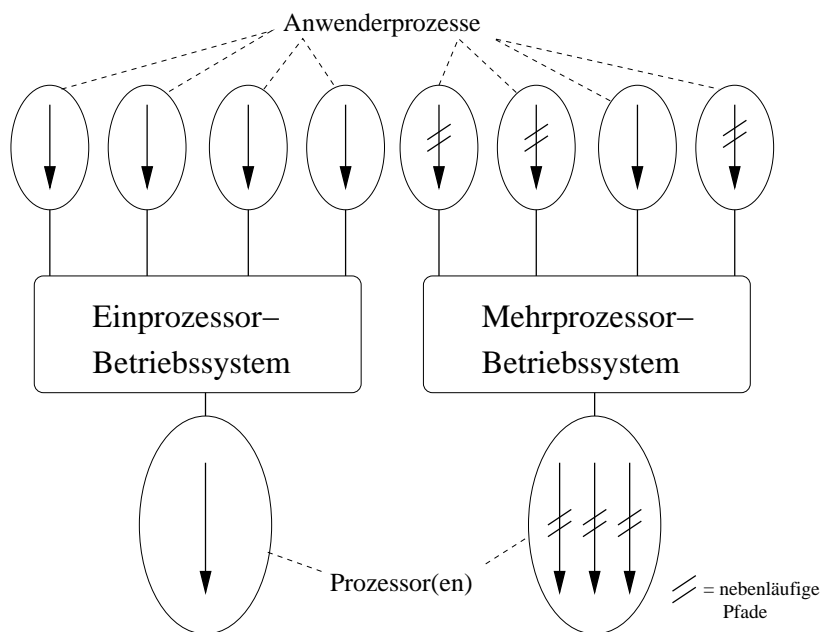 Anwenderprozesse
Einprozessor–
Betriebssystem
Mehrprozessor–
Betriebssystem
Prozessor(en)
= nebenläufige
Pfade